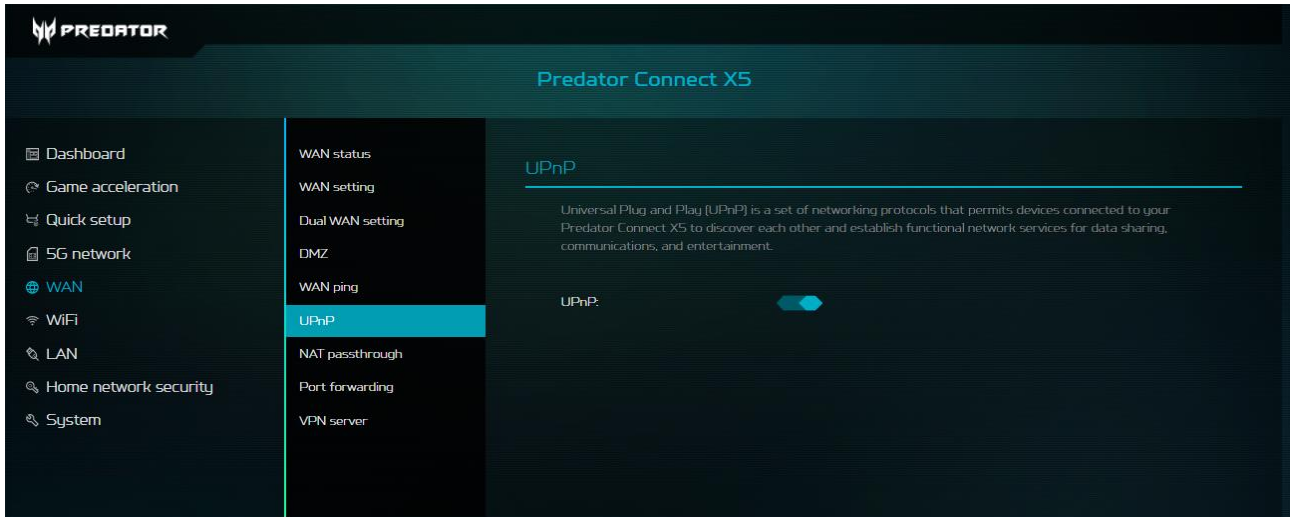 PREDATOR
Predator Connect X5
Dashboard
Game acceleration
Quick setup
5G network
WAN
WiFi
LAN
Home network security
System
WAN status
WAN setting
Dual WAN setting
DMZ
WAN ping
UPnP
NAT passthrough
Port forwarding
VPN server
UPnP
Universal Plug and Play (UPnP) is a set of networking protocols that permits devices connected to your
Predator Connect X5 to discover each other and establish functional network services for data sharing,
communications, and entertainment.
UPnP: